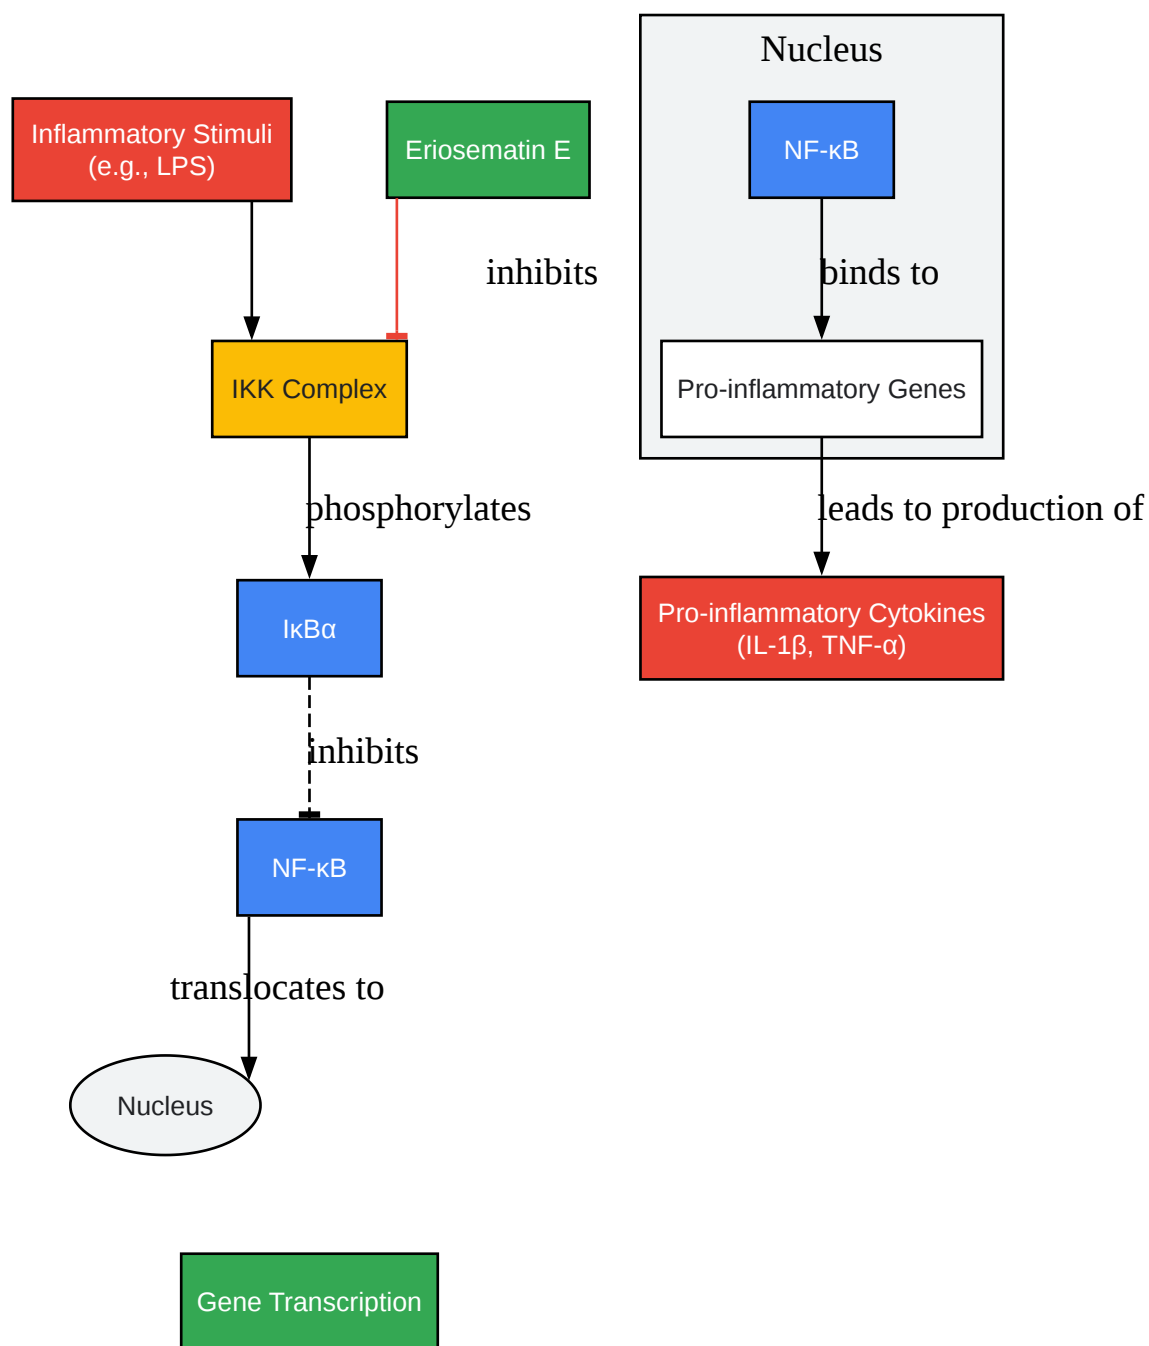 Nucleus
Inflammatory Stimuli
(e.g., LPS)
Eriosematin E
NF-κB
inhibits
binds to
IKK Complex
Pro-inflammatory Genes
phosphorylates
leads to production of
IκBα
Pro-inflammatory Cytokines
(IL-1β, TNF-α)
inhibits
NF-κB
translocates to
Nucleus
Gene Transcription